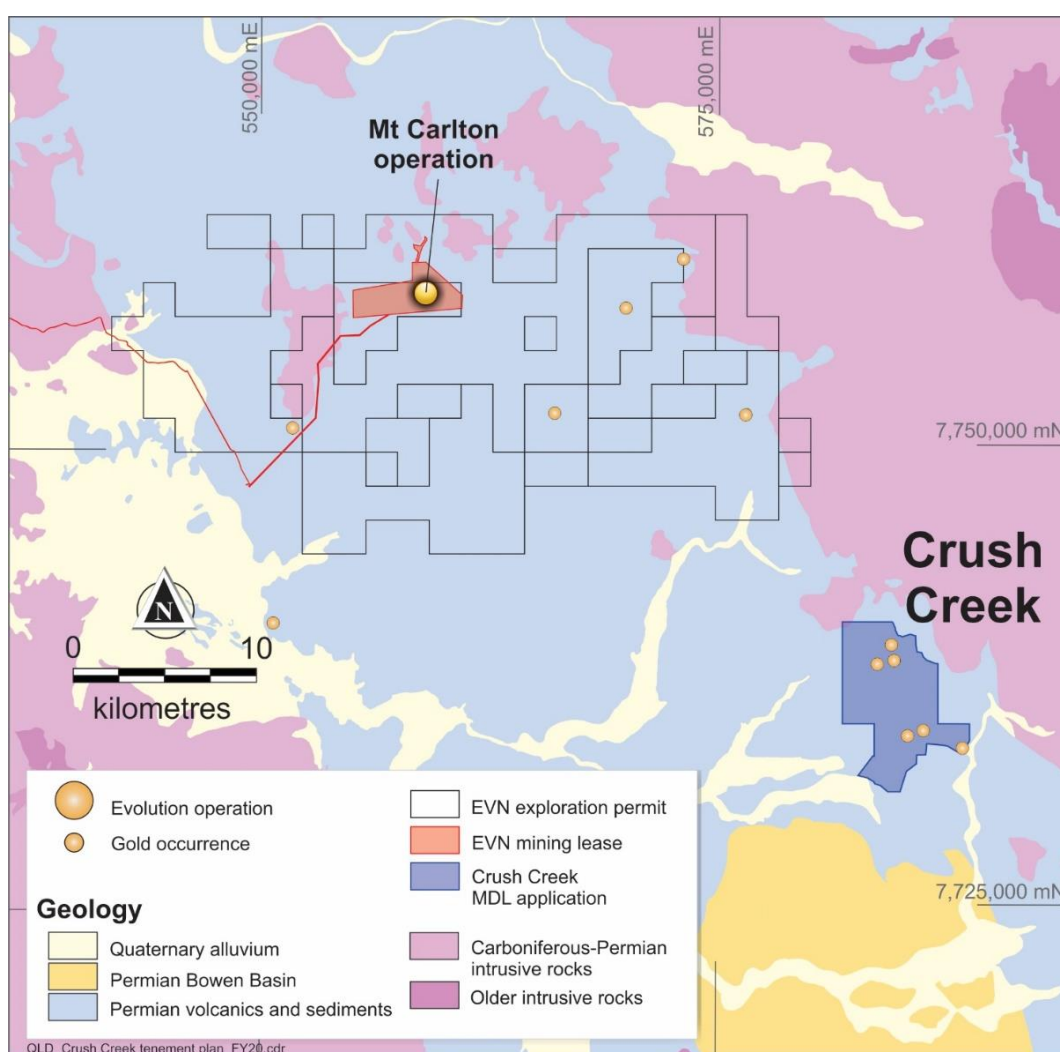 550,000 mE
575,000 mE
Mt Carlton
operation
7,750,000 mN
Crush
Creek
N
0 10
kilometres
Evolution operation
Gold occurrence
EVN exploration permit
EVN mining lease
Crush Creek
MDL application
7,725,000 mN
Geology
Quaternary alluvium
Permian Bowen Basin
Permian volcanics and sediments
Carboniferous-Permian
intrusive rocks
Older intrusive rocks
QLD_Crush Creek tenement plan_FY20.cdr